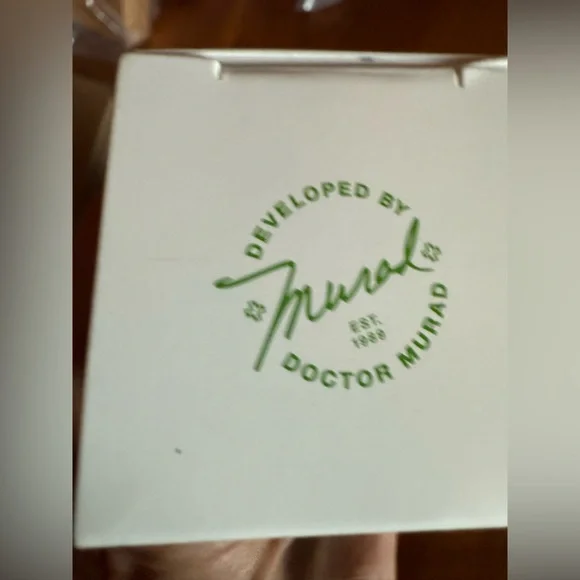 DEVELOPED BY
Murad
EST.
1989
DOCTOR MURAD